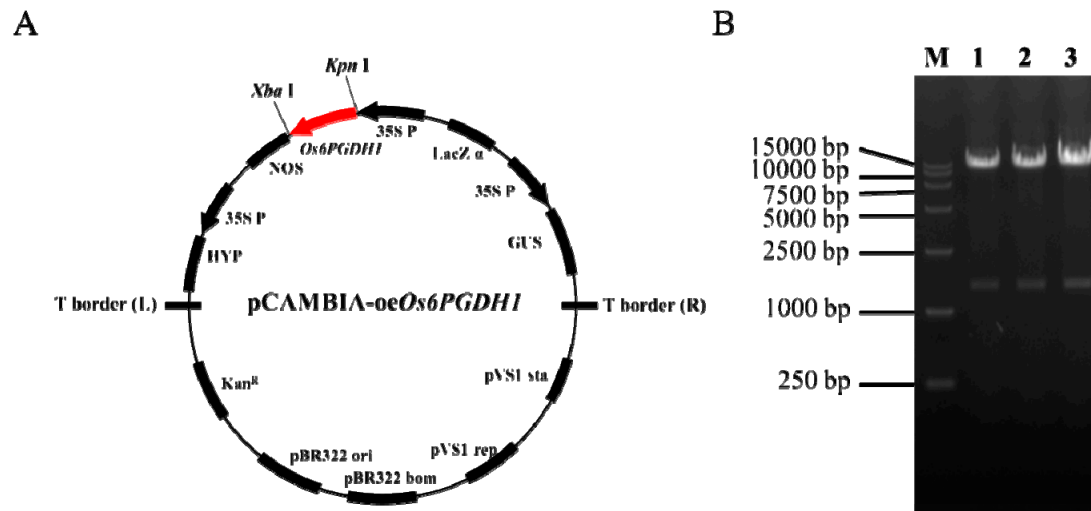 A
B
Kpn I
Xba I
Os6PGDH1
35S P
LacZ α
NOS
35S P
35S P
HYP
GUS
T border (L)
pCAMBIA-oeOs6PGDH1
T border (R)
Kanᴿ
pVS1 sta
pBR322 ori
pVS1 rep
pBR322 bom
M 1 2 3
15000 bp
10000 bp
7500 bp
5000 bp
2500 bp
1000 bp
250 bp